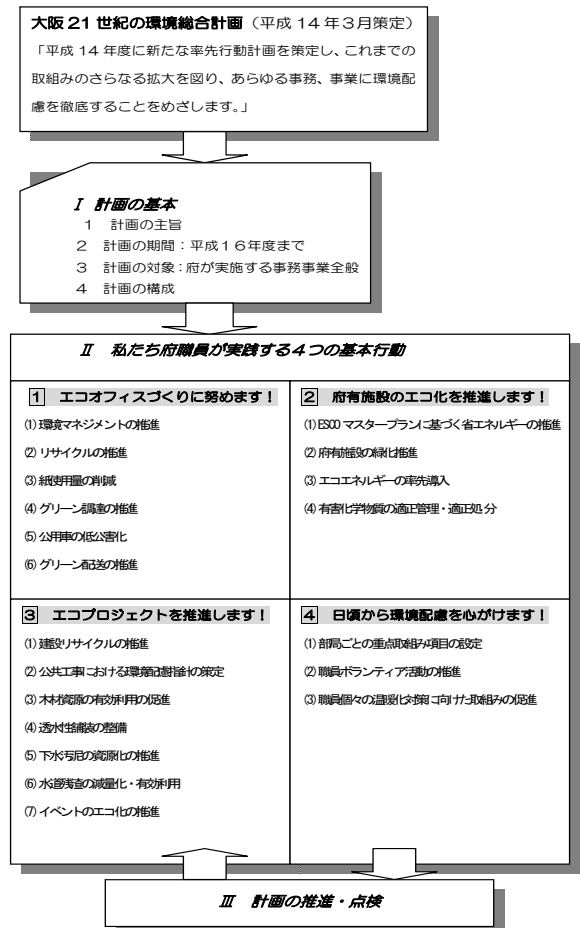 大阪21世紀の環境総合計画（平成14年３月策定）
「平成14年度に新たな率先行動計画を策定し、これまでの
取組みのさらなる拡大を図り、あらゆる事務、事業に環境配
慮を徹底することをめざします。」
Ⅰ 計画の基本
１ 計画の主旨
２ 計画の期間：平成１６年度まで
３ 計画の対象：府が実施する事務事業全般
４ 計画の構成
Ⅱ 私たち府職員が実践する４つの基本行動
１ エコオフィスづくりに努めます！
(1) 環境マネジメントの推進
(2) リサイクルの推進
(3) 紙使用量の削減
(4) グリーン調達の推進
(5) 公用車の低公害化
(6) グリーン配送の推進
２ 府有施設のエコ化を推進します！
(1) ESCOマスタープランに基づく省エネルギーの推進
(2) 府有施設の緑化推進
(3) エコエネルギーの率先導入
(4) 有害化学物質の適正管理・適正処分
３ エコプロジェクトを推進します！
(1) 建設リサイクルの推進
(2) 公共工事における環境配慮指針の策定
(3) 木材資源の有効利用の促進
(4) 透水性舗装の整備
(5) 下水汚泥の資源化の推進
(6) 水道残渣の減量化・有効利用
(7) イベントのエコ化の推進
４ 日頃から環境配慮を心がけます！
(1) 部局ごとの重点取組み項目の設定
(2) 職員ボランティア活動の推進
(3) 職員個々の温暖化対策に向けた取組みの促進
Ⅲ 計画の推進・点検